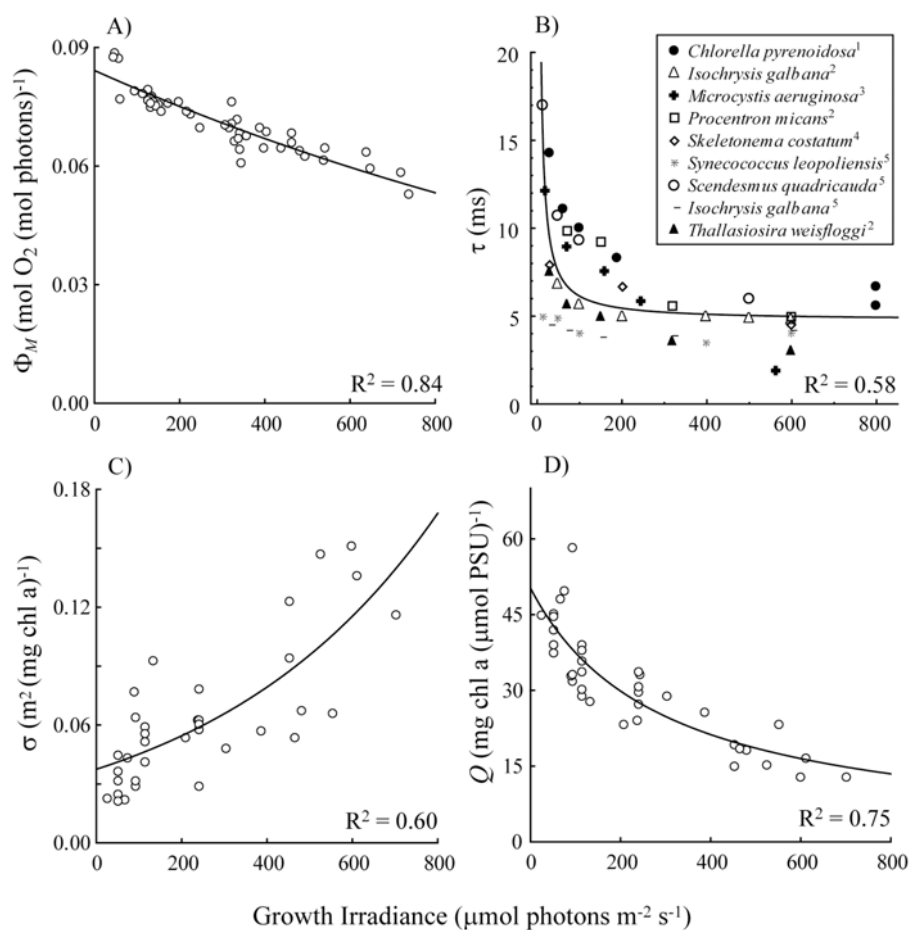 A)
Φ_M (mol O₂ (mol photons)⁻¹
0.09
0.06
0.03
0.00
0
200
400
600
800
R² = 0.84
B)
τ (ms)
20
15
10
5
0
0
200
400
600
800
Chlorella pyrenoidosa¹
Isochrysis galbana²
Microcystis aeruginosa³
Procentron micans²
Skeletonema costatum⁴
Synecococcus leopoliensis⁵
Scendesmus quadricauda⁵
Isochrysis galbana⁵
Thallasiosira weisfloggi²
R² = 0.58
C)
σ (m² (mg chl a)⁻¹
0.18
0.12
0.06
0.00
0
200
400
600
800
R² = 0.60
D)
Q (mg chl a (μmol PSU)⁻¹
60
45
30
15
0
0
200
400
600
800
R² = 0.75
Growth Irradiance (μmol photons m⁻² s⁻¹)